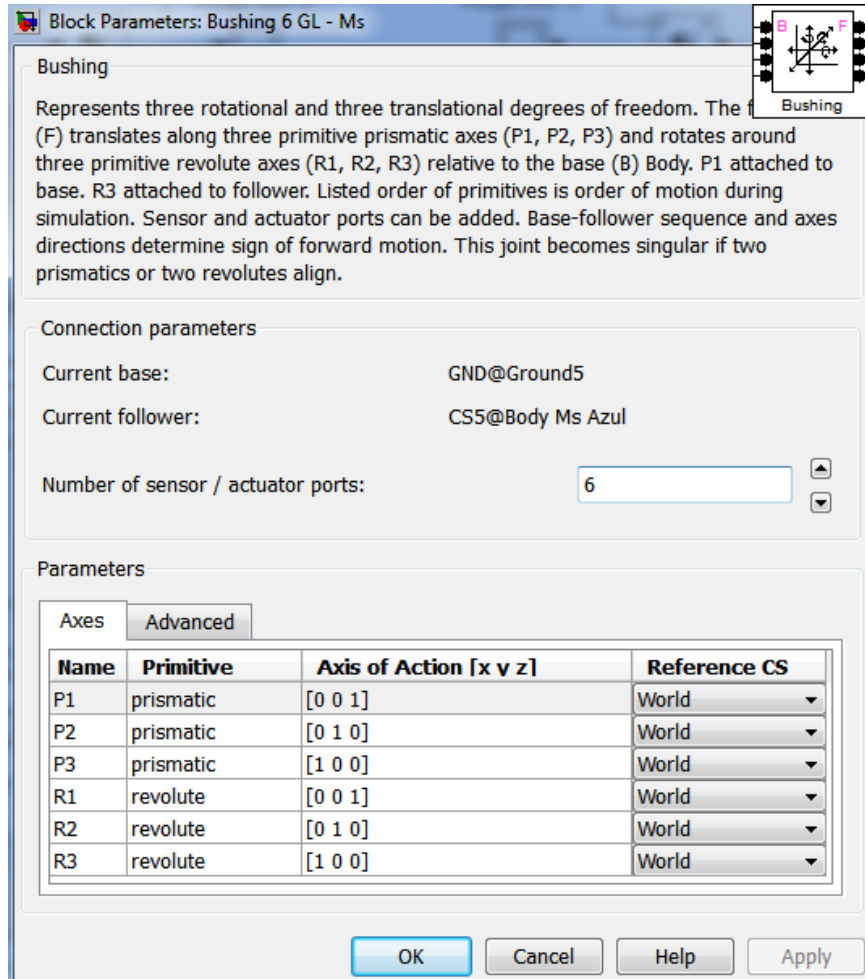 Block Parameters: Bushing 6 GL - Ms
B F
Bushing
Bushing
Represents three rotational and three translational degrees of freedom. The f
(F) translates along three primitive prismatic axes (P1, P2, P3) and rotates around
three primitive revolute axes (R1, R2, R3) relative to the base (B) Body. P1 attached to
base. R3 attached to follower. Listed order of primitives is order of motion during
simulation. Sensor and actuator ports can be added. Base-follower sequence and axes
directions determine sign of forward motion. This joint becomes singular if two
prismatics or two revolutes align.
Connection parameters
Current base: GND@Ground5
Current follower: CS5@Body Ms Azul
Number of sensor / actuator ports: 6
Parameters
Axes Advanced
Name Primitive Axis of Action [x y z] Reference CS
P1 prismatic [0 0 1] World
P2 prismatic [0 1 0] World
P3 prismatic [1 0 0] World
R1 revolute [0 0 1] World
R2 revolute [0 1 0] World
R3 revolute [1 0 0] World
OK Cancel Help Apply